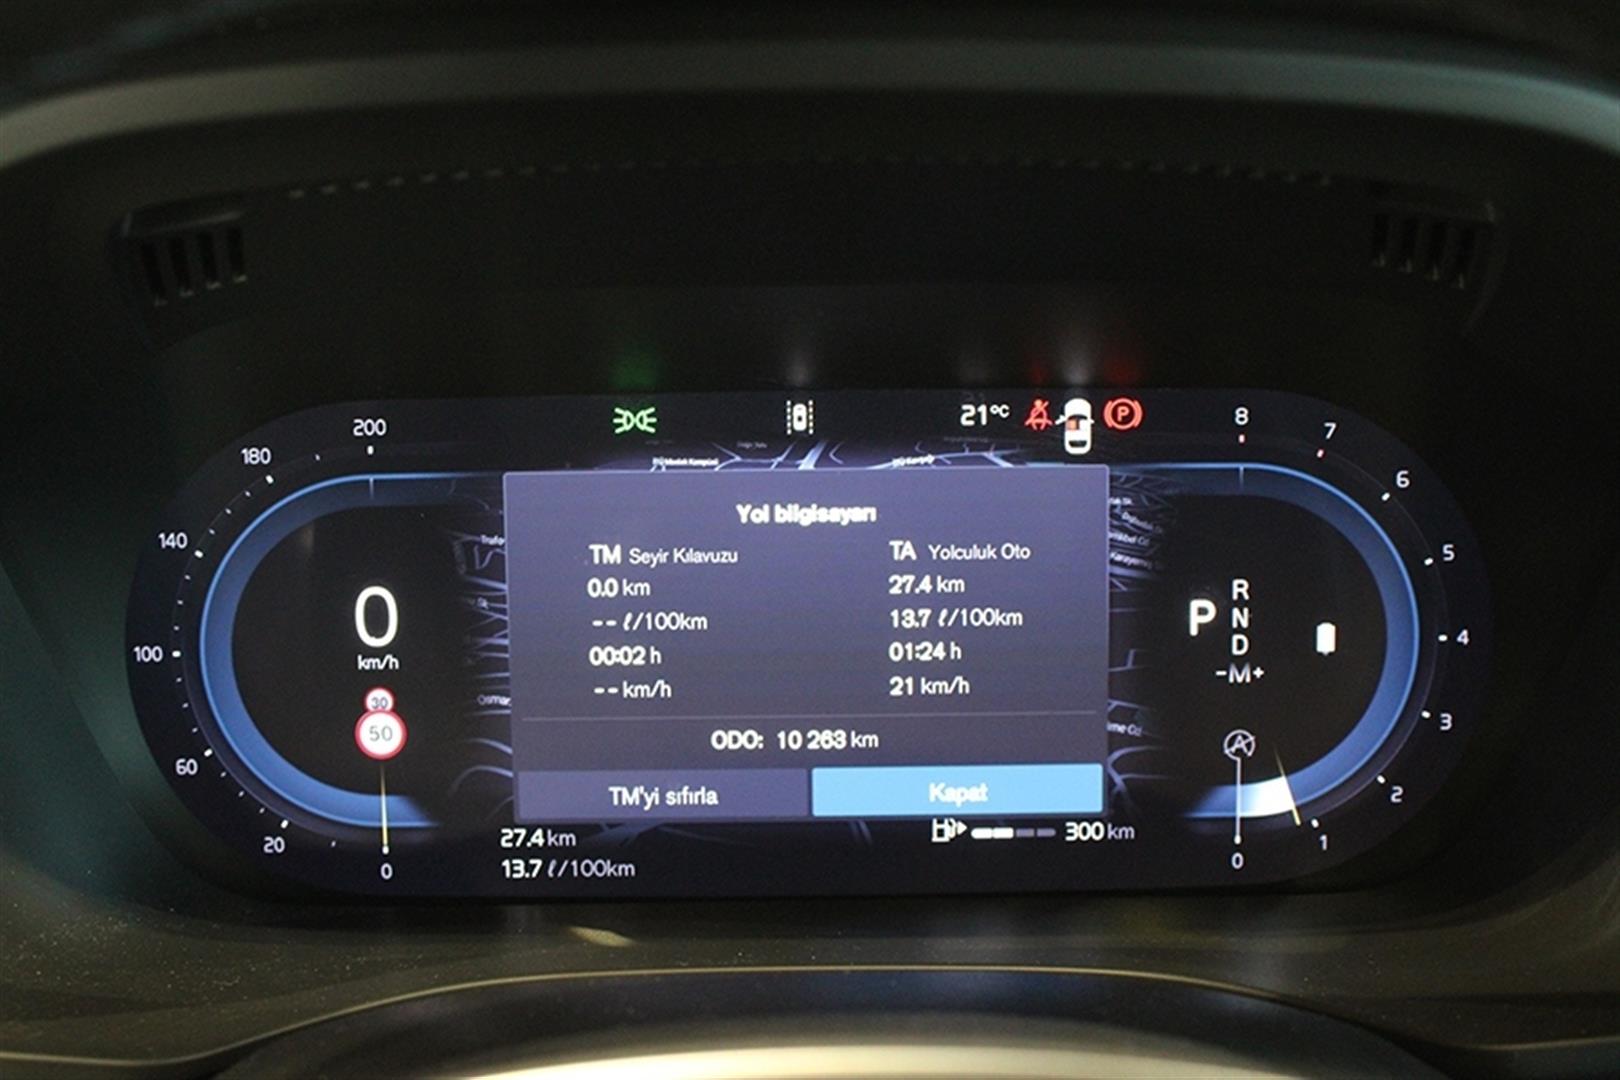 21°C
P
200
180
140
100
60
20
0
0
km/h
30
50
Yol bilgisayarı
TM Seyir Kılavuzu
0.0 km
-- ℓ/100km
00:02 h
-- km/h
TA Yolculuk Oto
27.4 km
13.7 ℓ/100km
01:24 h
21 km/h
ODO: 10 263 km
TM'yi sıfırla
Kapat
27.4 km
13.7 ℓ/100km
300 km
P
R
N
D
-M+
A
8
7
6
5
4
3
2
1
0